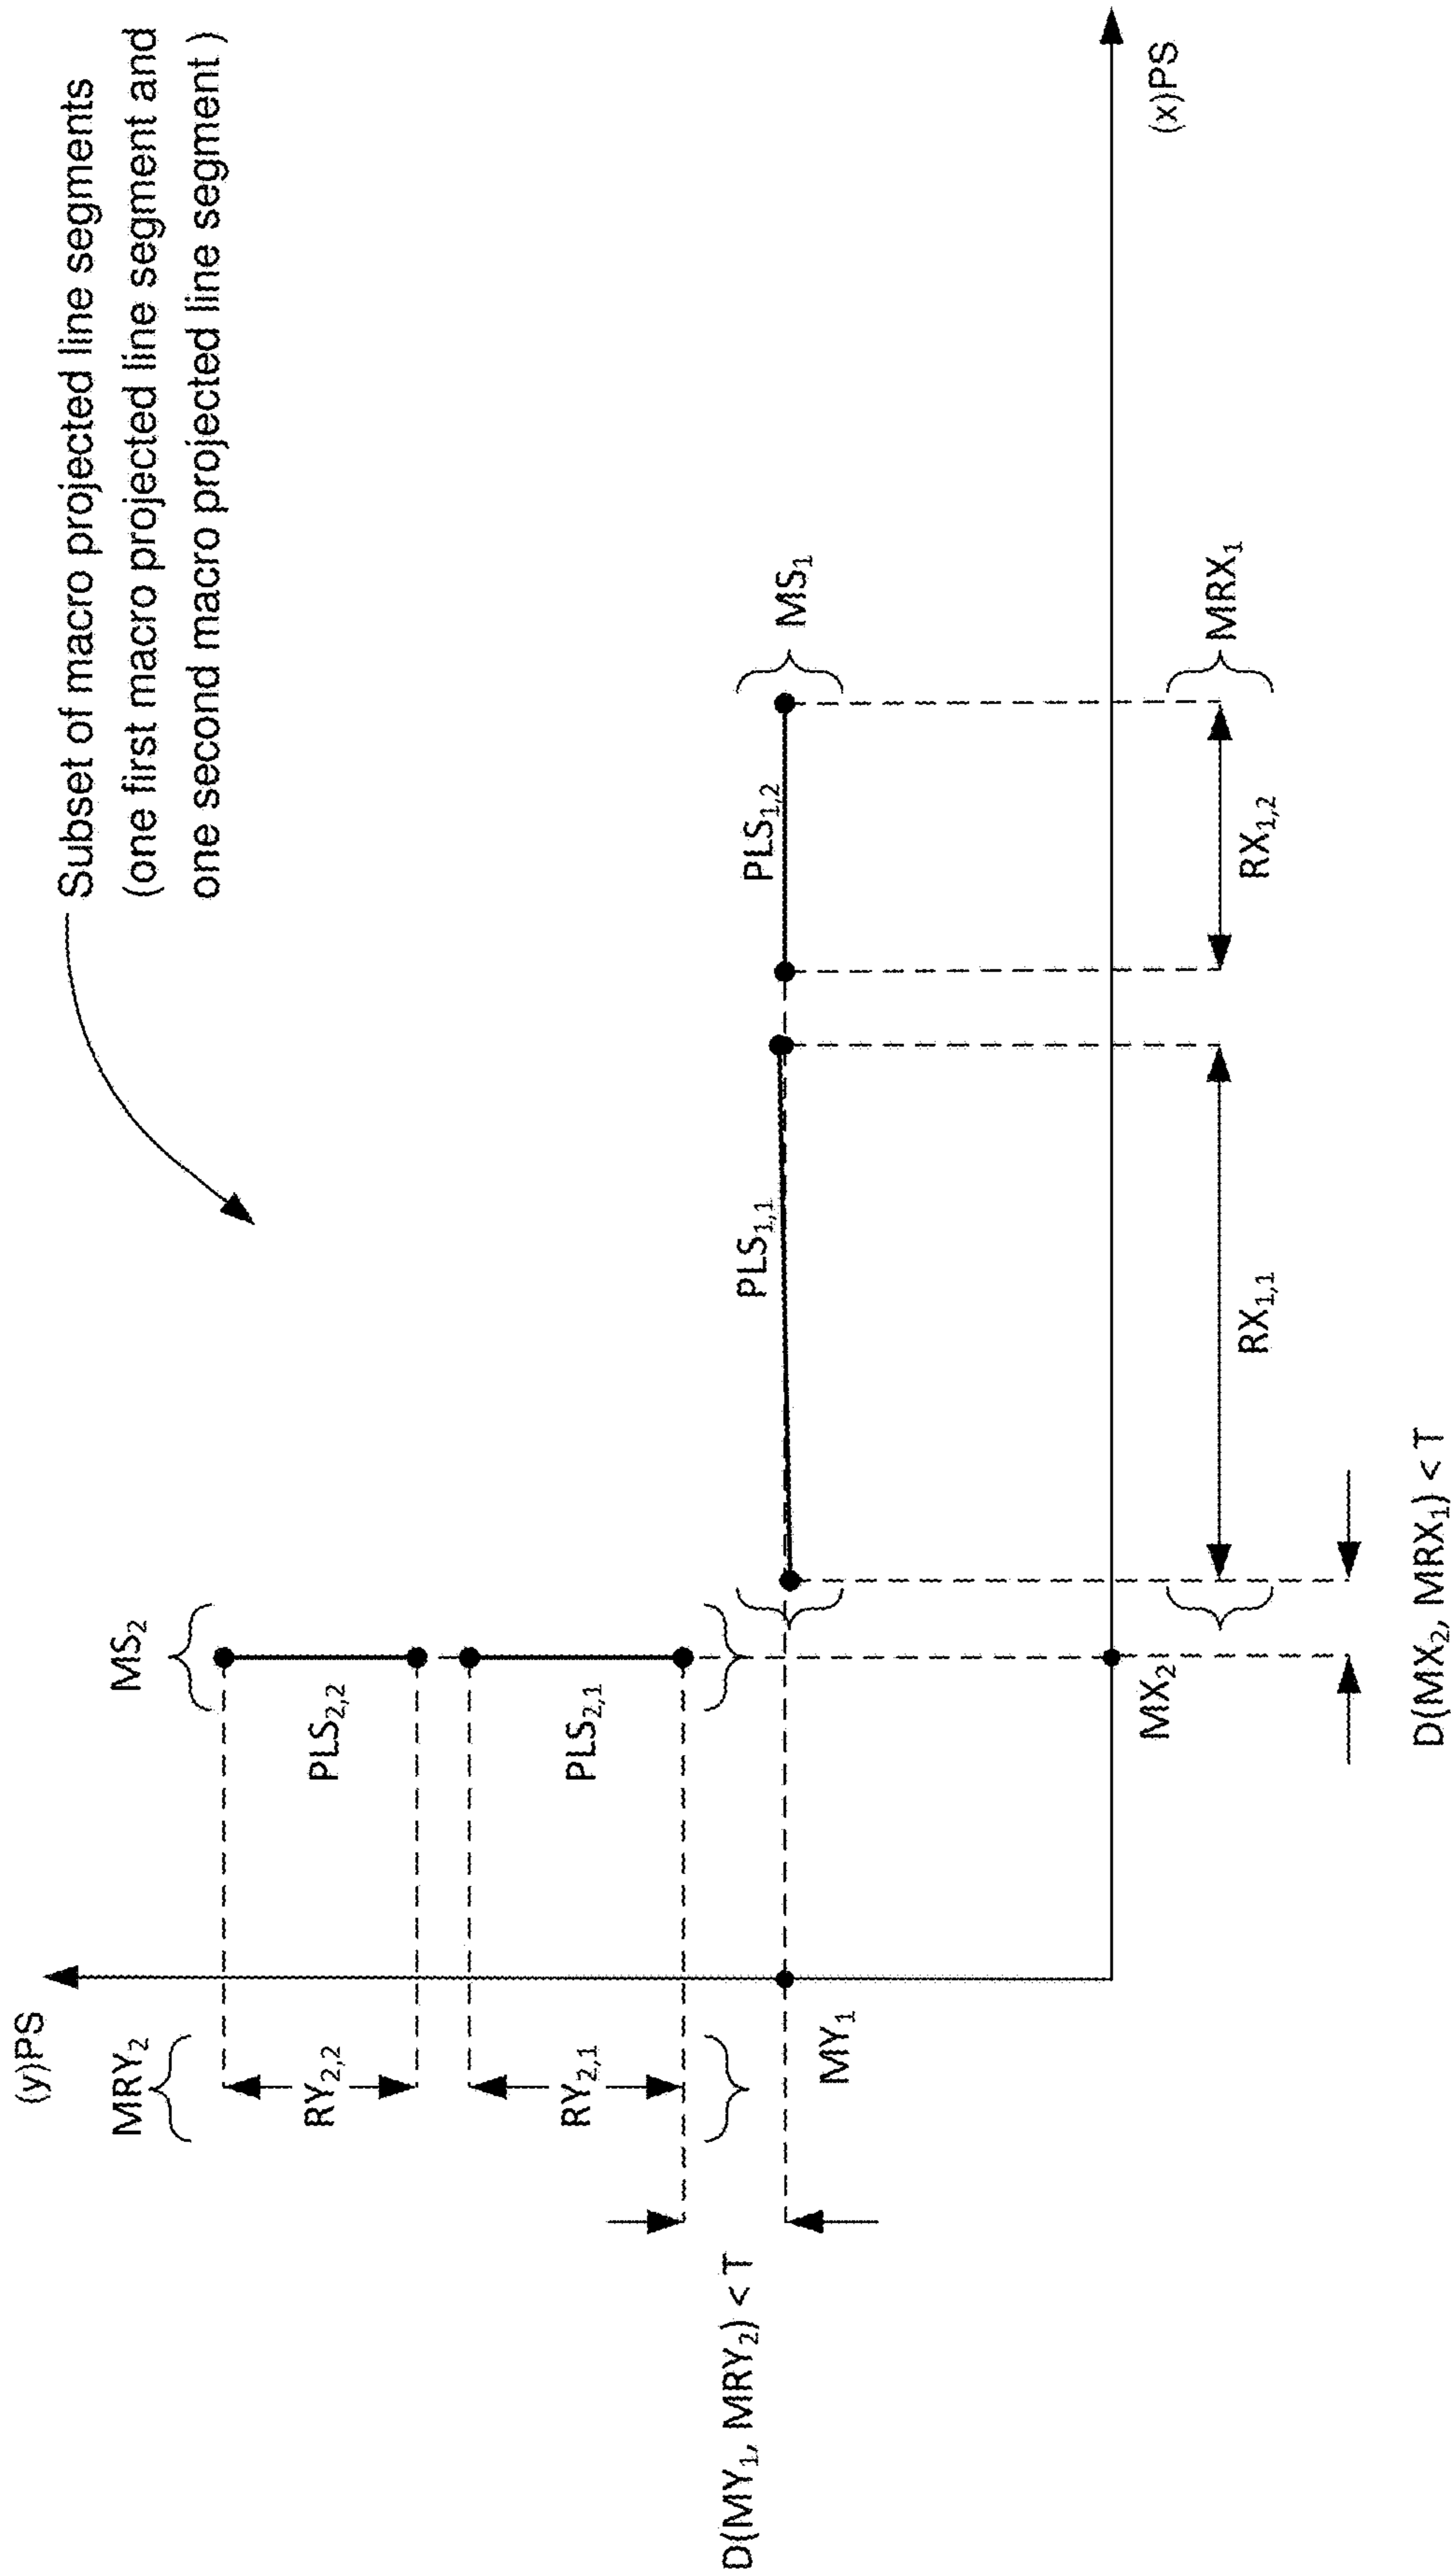 Subset of macro projected line segments
(one first macro projected line segment and
one second macro projected line segment )
(y)PS
MRY₂
MS₂
RY₂,₂
PLS₂,₂
RY₂,₁
PLS₂,₁
D(MY₁, MRY₂) < T
MY₁
PLS₁,₁
PLS₁,₂
MS₁
MX₂
(x)PS
MRX₁
RX₁,₁
RX₁,₂
D(MX₂, MRX₁) < T